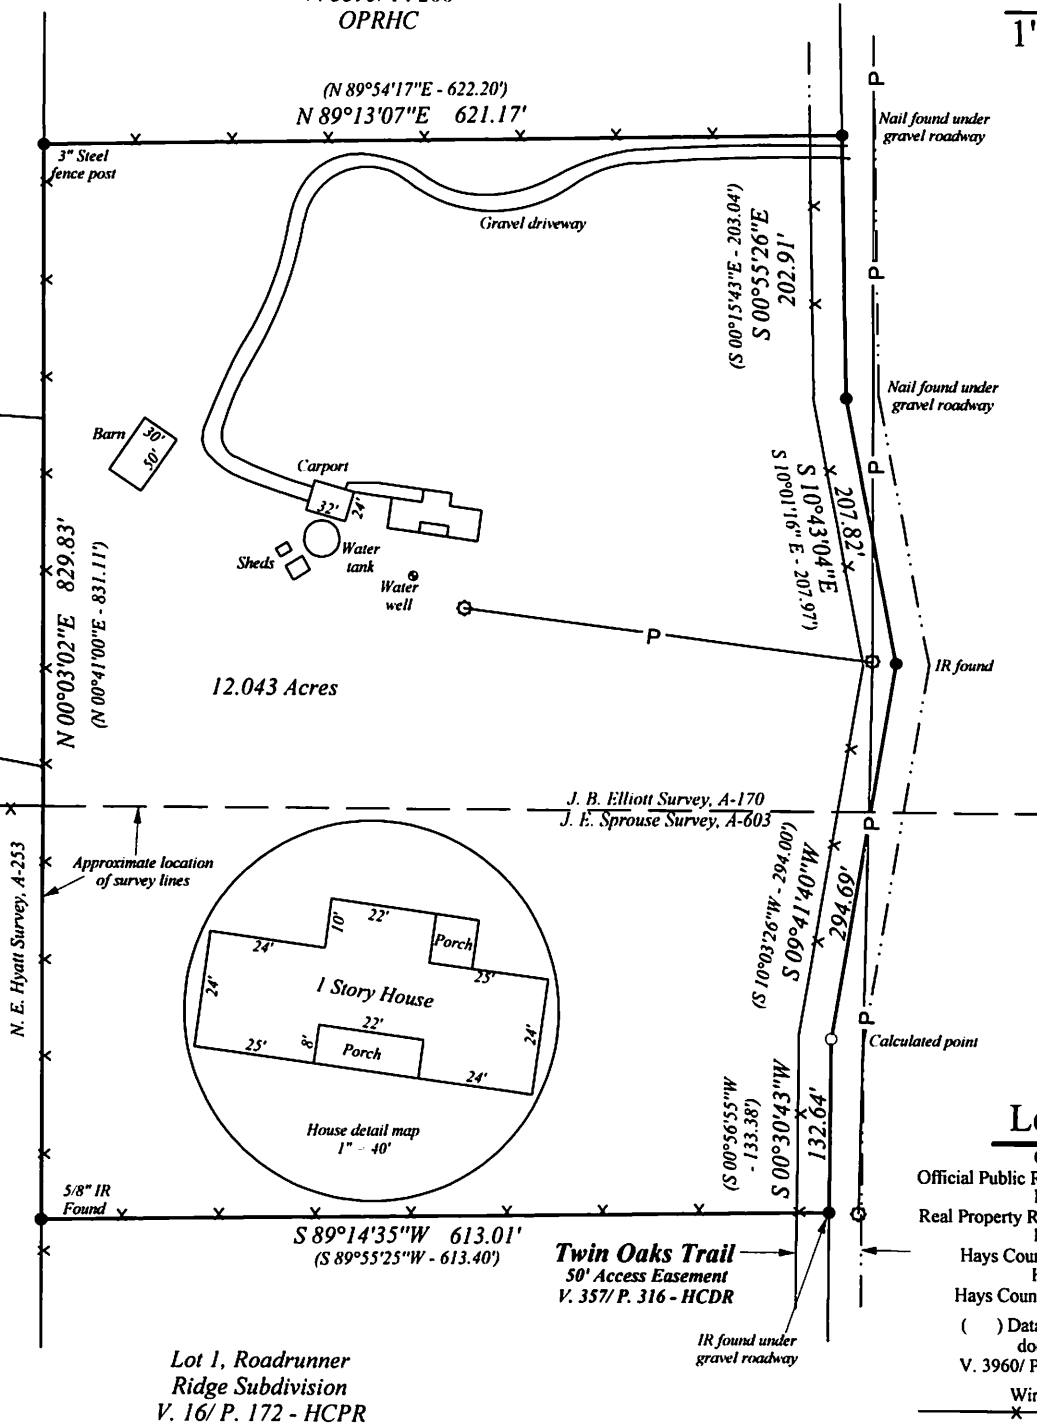 OPRHC
1'
(N 89°54'17"E - 622.20')
N 89°13'07"E 621.17'
Nail found under
gravel roadway
3" Steel
fence post
Gravel driveway
(S 00°15'43"E - 203.04')
S 00°55'26"E
202.91'
Nail found under
gravel roadway
P
P
P
Barn
30'
50'
Carport
32'
24'
Water
tank
Sheds
Water
well
S 10°01'16" E - 207.97')
S 10°43'04"E
207.82'
N 00°03'02"E 829.83'
(N 00°41'00"E - 831.11')
P
IR found
12.043 Acres
J. B. Elliott Survey, A-170
J. E. Sprouse Survey, A-603
P
Approximate location
of survey lines
N. E. Hyatt Survey, A-253
(S 10°03'26"W - 294.00')
S 09°41'40"W
294.69'
22'
10'
Porch
24'
25'
24'
1 Story House
22'
8'
Porch
25'
24'
24'
House detail map
1" - 40'
P
Calculated point
(S 00°56'55"W
- 133.38')
S 00°30'43"W
132.64'
5/8" IR
Found
S 89°14'35"W 613.01'
(S 89°55'25"W - 613.40')
Twin Oaks Trail
50' Access Easement
V. 357/ P. 316 - HCDR
IR found under
gravel roadway
Lot 1, Roadrunner
Ridge Subdivision
V. 16/ P. 172 - HCPR
Official Public R
Real Property R
Hays Coun
Hays Coun
( ) Data
do
V. 3960/ P
Wir